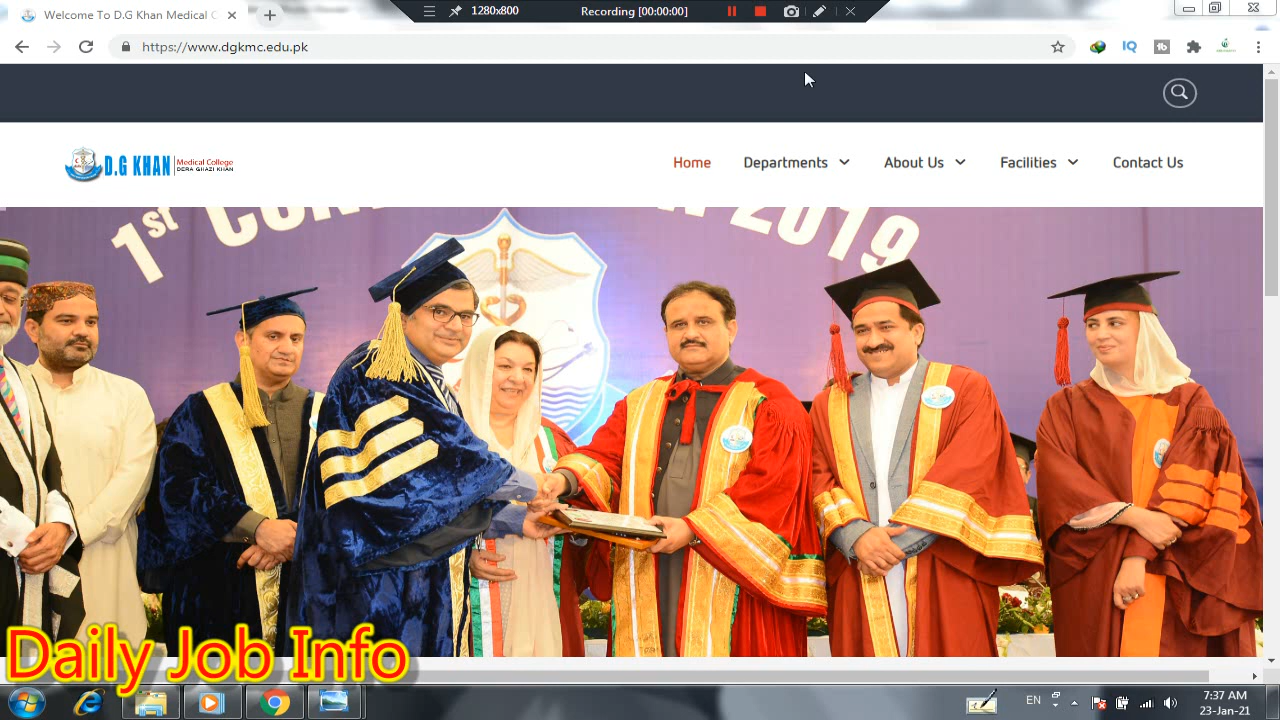 Welcome To D.G Khan Medical C
1280x800
Recording [00:00:00]
https://www.dgkmc.edu.pk
IQ
tb
D.G KHAN
Medical College
DERA GHAZI KHAN
Home
Departments
About Us
Facilities
Contact Us
1st
2019
Daily Job Info
EN
7:37 AM
23-Jan-21